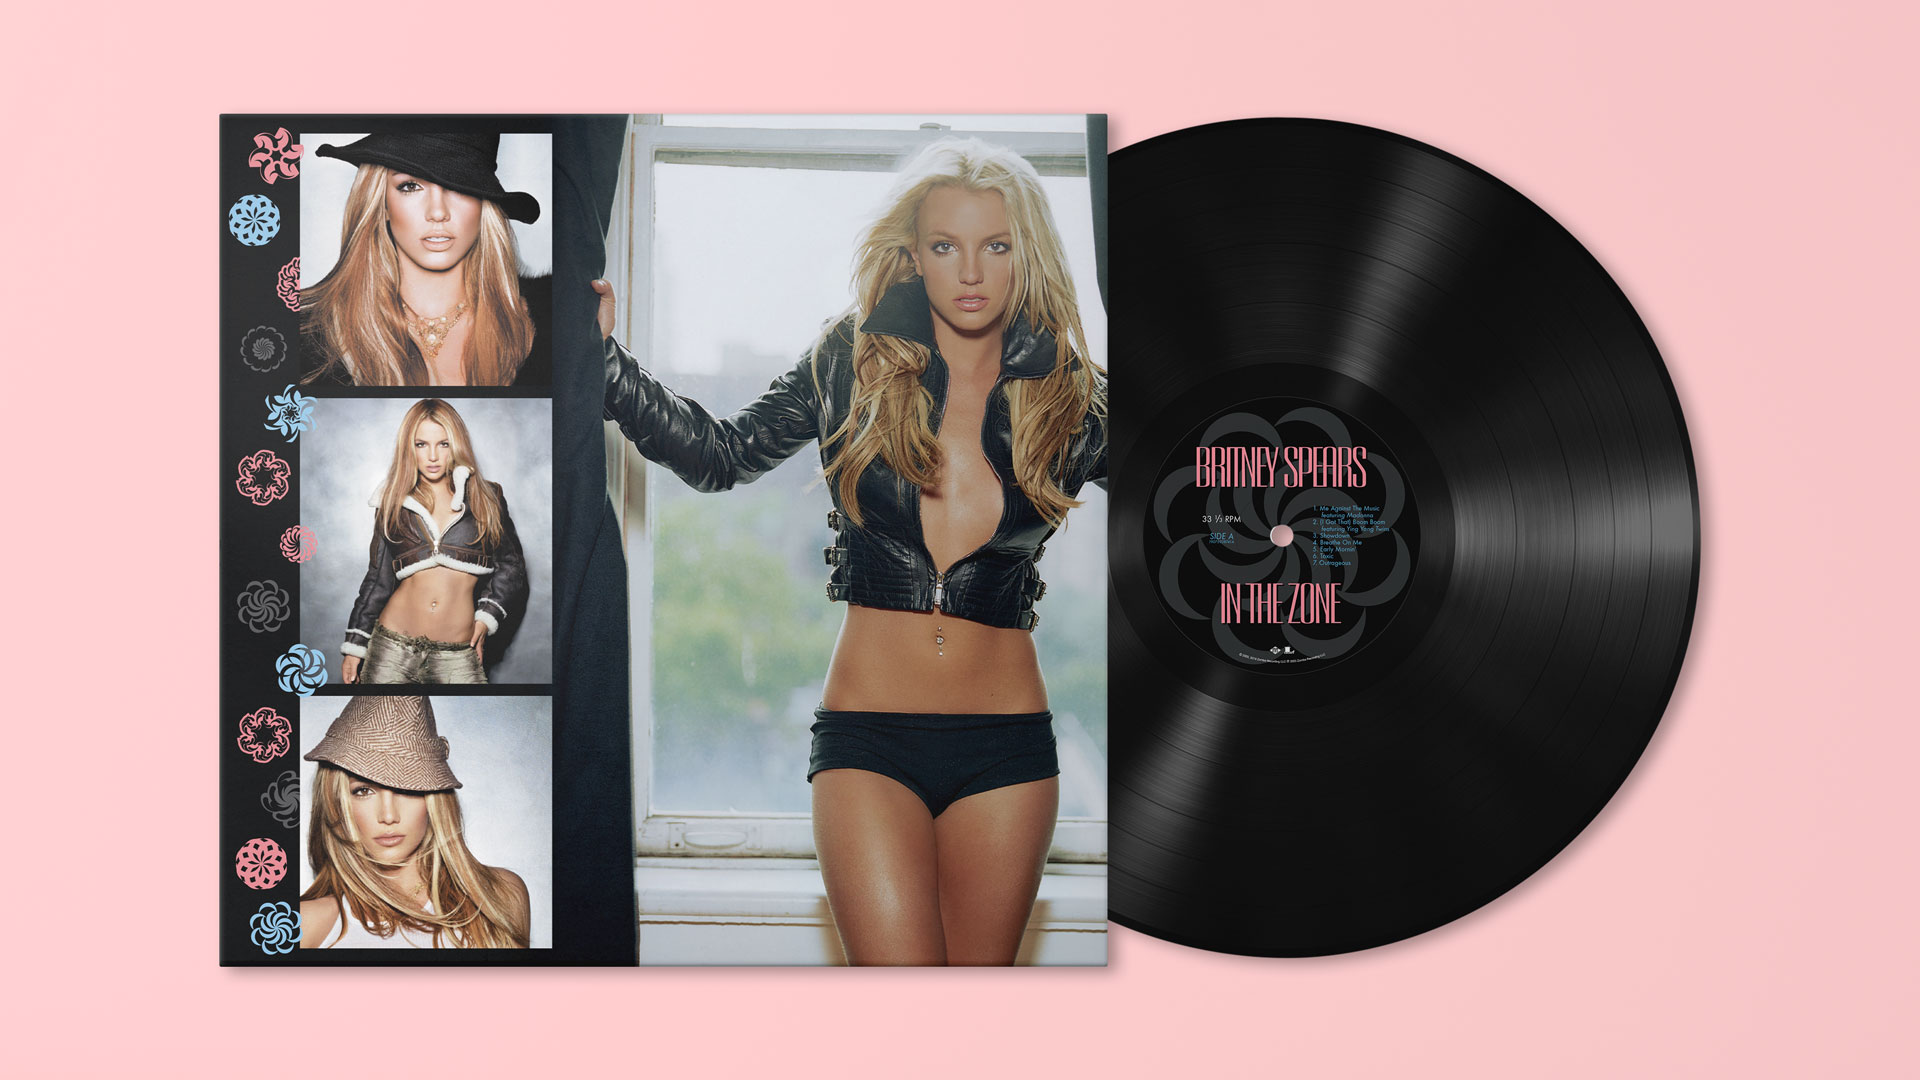 BRITNEY SPEARS
33 ⅓ RPM
SIDE A
1. Me Against The Music
featuring Madonna
2. (I Got That) Boom Boom
featuring Ying Yang Twins
3. Showdown
4. Breathe On Me
5. Early Mornin'
6. Toxic
7. Outrageous
IN THE ZONE